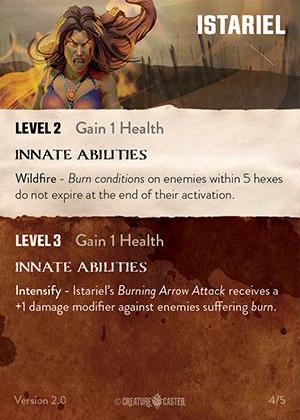 ISTARIEL
LEVEL 2 Gain 1 Health
INNATE ABILITIES
Wildfire - Burn conditions on enemies within 5 hexes
do not expire at the end of their activation.
LEVEL 3 Gain 1 Health
INNATE ABILITIES
Intensify - Istariel's Burning Arrow Attack receives a
+1 damage modifier against enemies suffering burn.
Version 2.0 © CREATURE CASTER 4/5